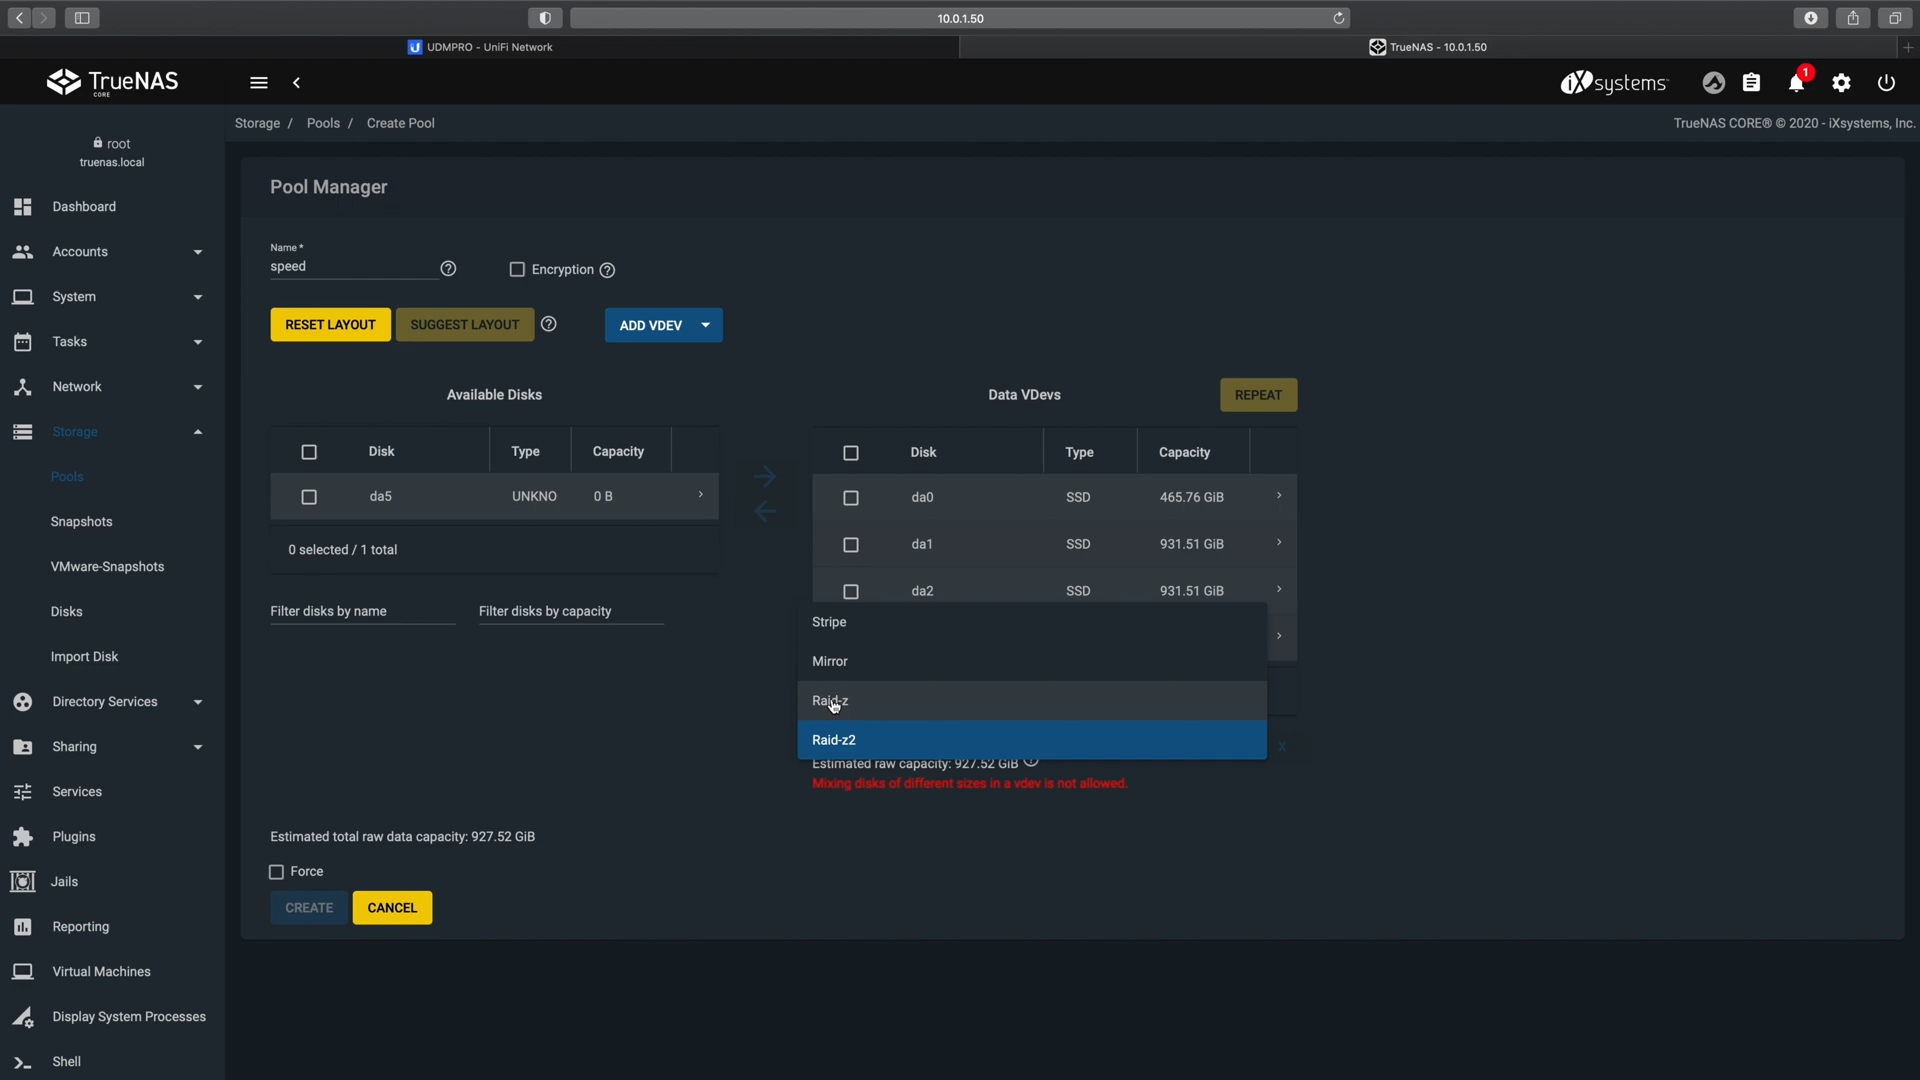 10.0.1.50
UDMPRO - UniFi Network
TrueNAS - 10.0.1.50
TrueNAS
CORE
iXsystems
1
Storage / Pools / Create Pool
TrueNAS CORE® © 2020 - iXsystems, Inc.
root
truenas.local
Dashboard
Accounts
System
Tasks
Network
Storage
Pools
Snapshots
VMware-Snapshots
Disks
Import Disk
Directory Services
Sharing
Services
Plugins
Jails
Reporting
Virtual Machines
Display System Processes
Shell
Pool Manager
Name *
speed
Encryption
RESET LAYOUT
SUGGEST LAYOUT
ADD VDEV
Available Disks
Disk Type Capacity
da5 UNKNO 0 B
0 selected / 1 total
Filter disks by name
Filter disks by capacity
Data VDevs
REPEAT
Disk Type Capacity
da0 SSD 465.76 GiB
da1 SSD 931.51 GiB
da2 SSD 931.51 GiB
Stripe
Mirror
Raid-z
Raid-z2
x
Estimated raw capacity: 927.52 GiB
Mixing disks of different sizes in a vdev is not allowed.
Estimated total raw data capacity: 927.52 GiB
Force
CREATE
CANCEL